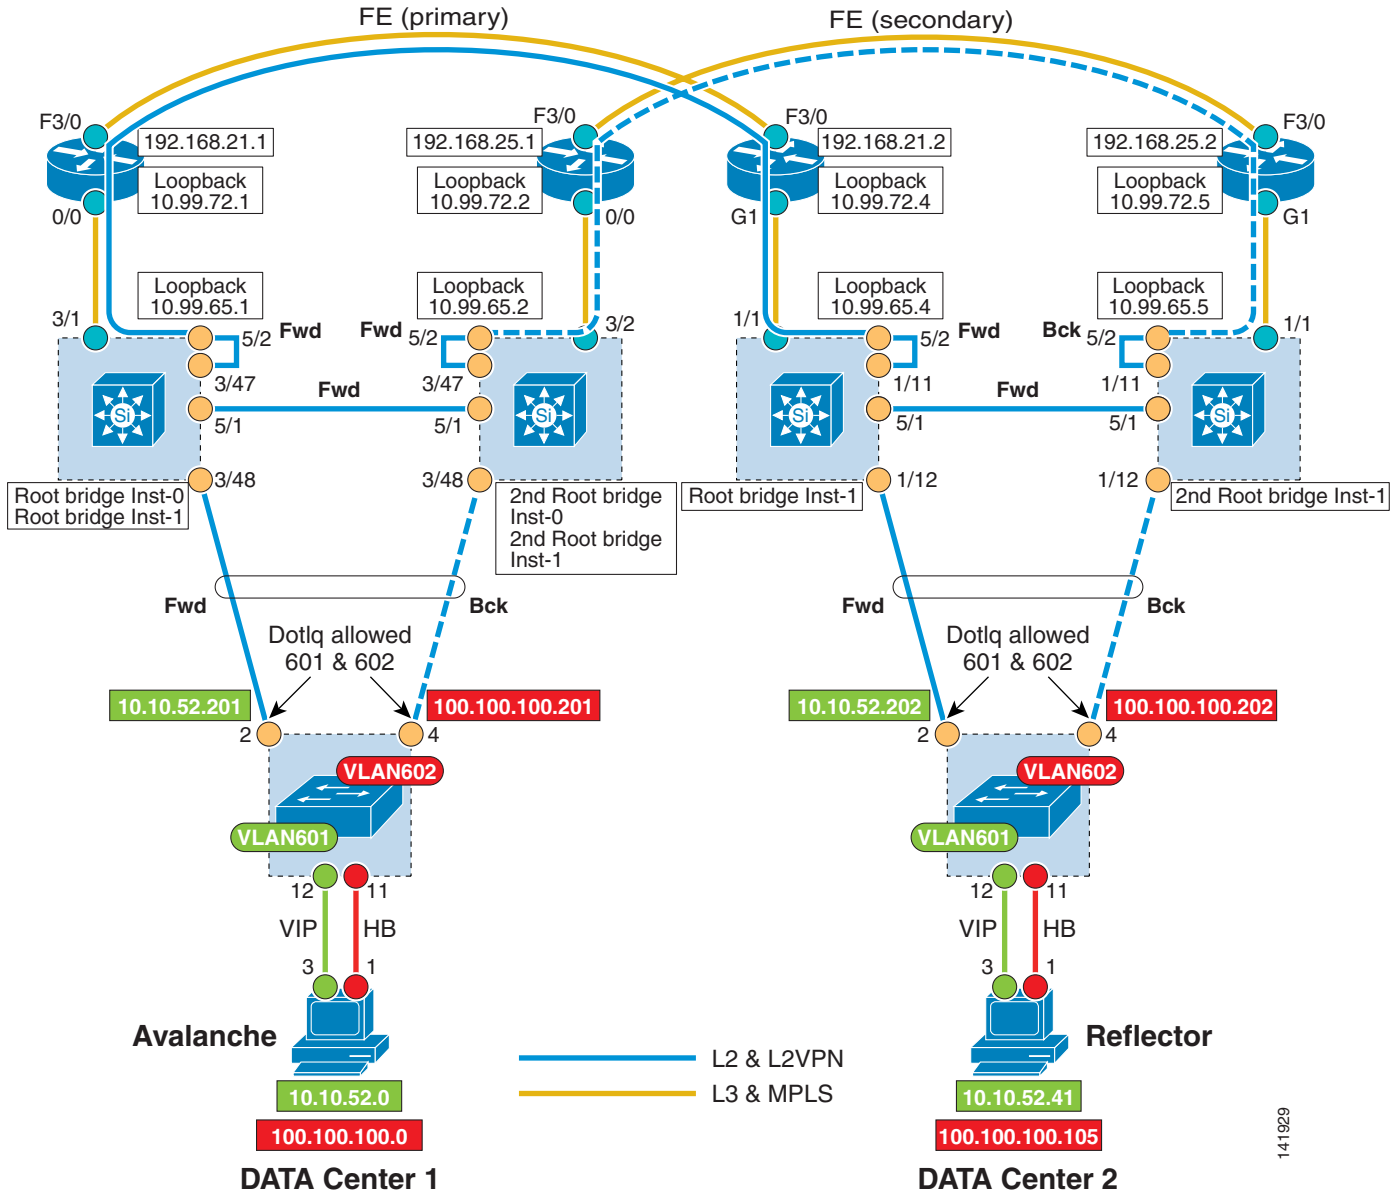 FE (primary)
FE (secondary)
F3/0
F3/0
F3/0
F3/0
192.168.21.1
192.168.25.1
192.168.21.2
192.168.25.2
Loopback
10.99.72.1
Loopback
10.99.72.2
Loopback
10.99.72.4
Loopback
10.99.72.5
0/0
0/0
G1
G1
Loopback
10.99.65.1
Loopback
10.99.65.2
Loopback
10.99.65.4
Loopback
10.99.65.5
3/1
5/2
Fwd
Fwd
5/2
3/2
1/1
5/2
Fwd
Bck
5/2
1/1
3/47
3/47
1/11
1/11
Fwd
Fwd
Si
Si
Si
Si
5/1
5/1
5/1
5/1
3/48
3/48
1/12
1/12
Root bridge Inst-0
Root bridge Inst-1
2nd Root bridge
Inst-0
2nd Root bridge
Inst-1
Root bridge Inst-1
2nd Root bridge Inst-1
Fwd
Bck
Fwd
Bck
Dotlq allowed
601 & 602
Dotlq allowed
601 & 602
10.10.52.201
100.100.100.201
10.10.52.202
100.100.100.202
2
4
2
4
VLAN602
VLAN602
VLAN601
VLAN601
12
11
12
11
VIP
HB
VIP
HB
3
1
3
1
Avalanche
Reflector
L2 & L2VPN
L3 & MPLS
10.10.52.0
100.100.100.0
10.10.52.41
100.100.100.105
DATA Center 1
DATA Center 2
141929